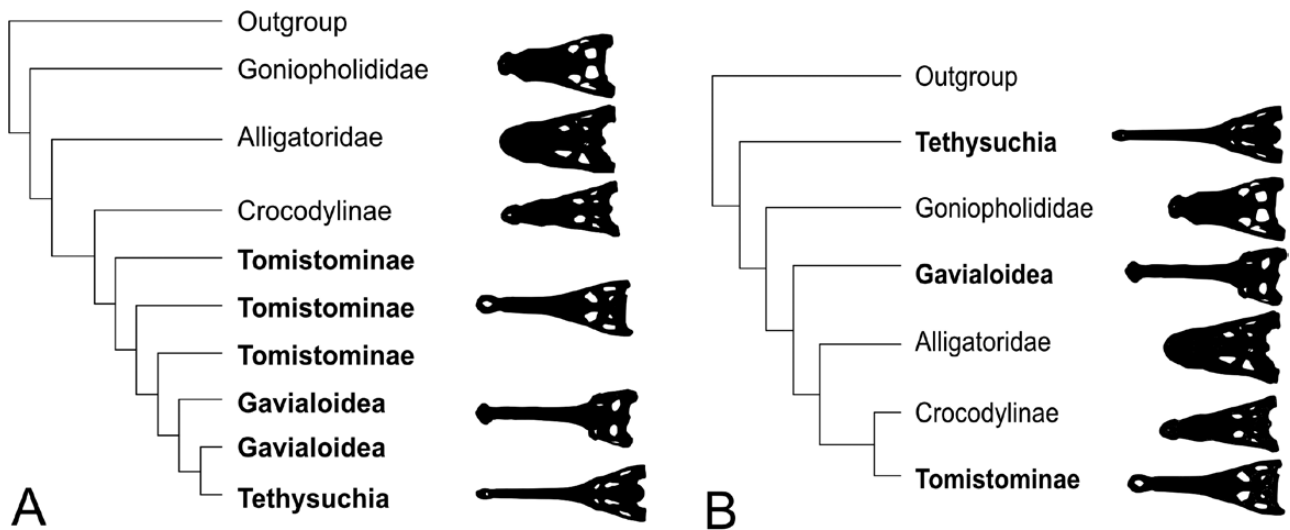 Outgroup
Goniopholididae
Alligatoridae
Crocodylinae
Tomistominae
Tomistominae
Tomistominae
Gavialoidea
Gavialoidea
Tethysuchia
A
Outgroup
Tethysuchia
Goniopholididae
Gavialoidea
Alligatoridae
Crocodylinae
Tomistominae
B